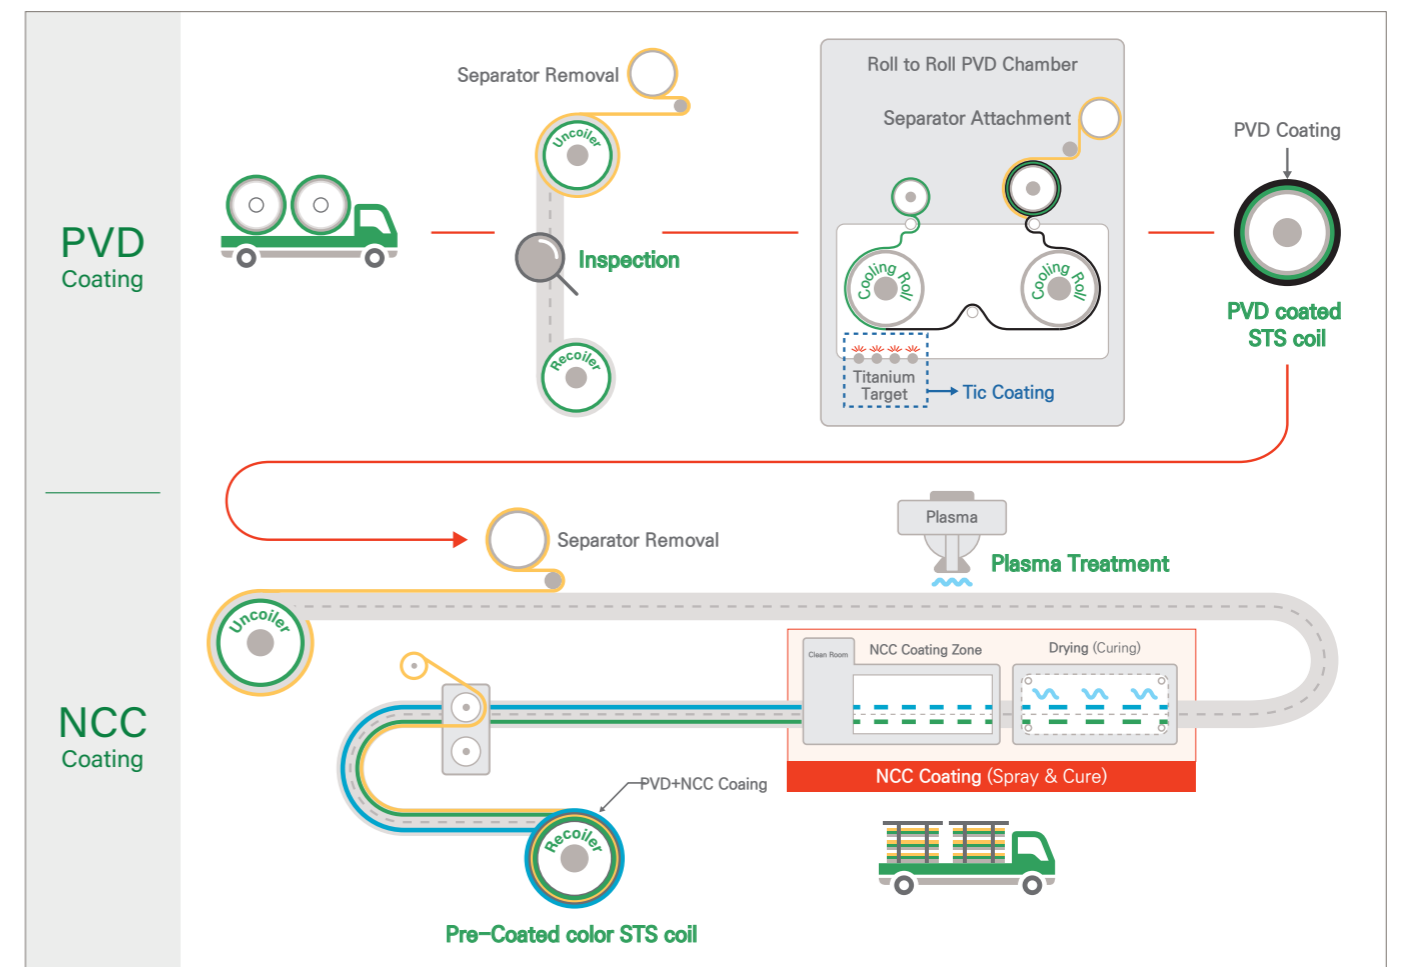 PVD
Coating
Separator Removal
Uncoiler
Inspection
Recoiler
Roll to Roll PVD Chamber
Separator Attachment
Cooling Roll
Cooling Roll
Titanium
Target
Tic Coating
PVD Coating
PVD coated
STS coil
NCC
Coating
Separator Removal
Uncoiler
Plasma
Plasma Treatment
Clean Room
NCC Coating Zone
Drying (Curing)
NCC Coating (Spray & Cure)
PVD+NCC Coaing
Recoiler
Pre-Coated color STS coil